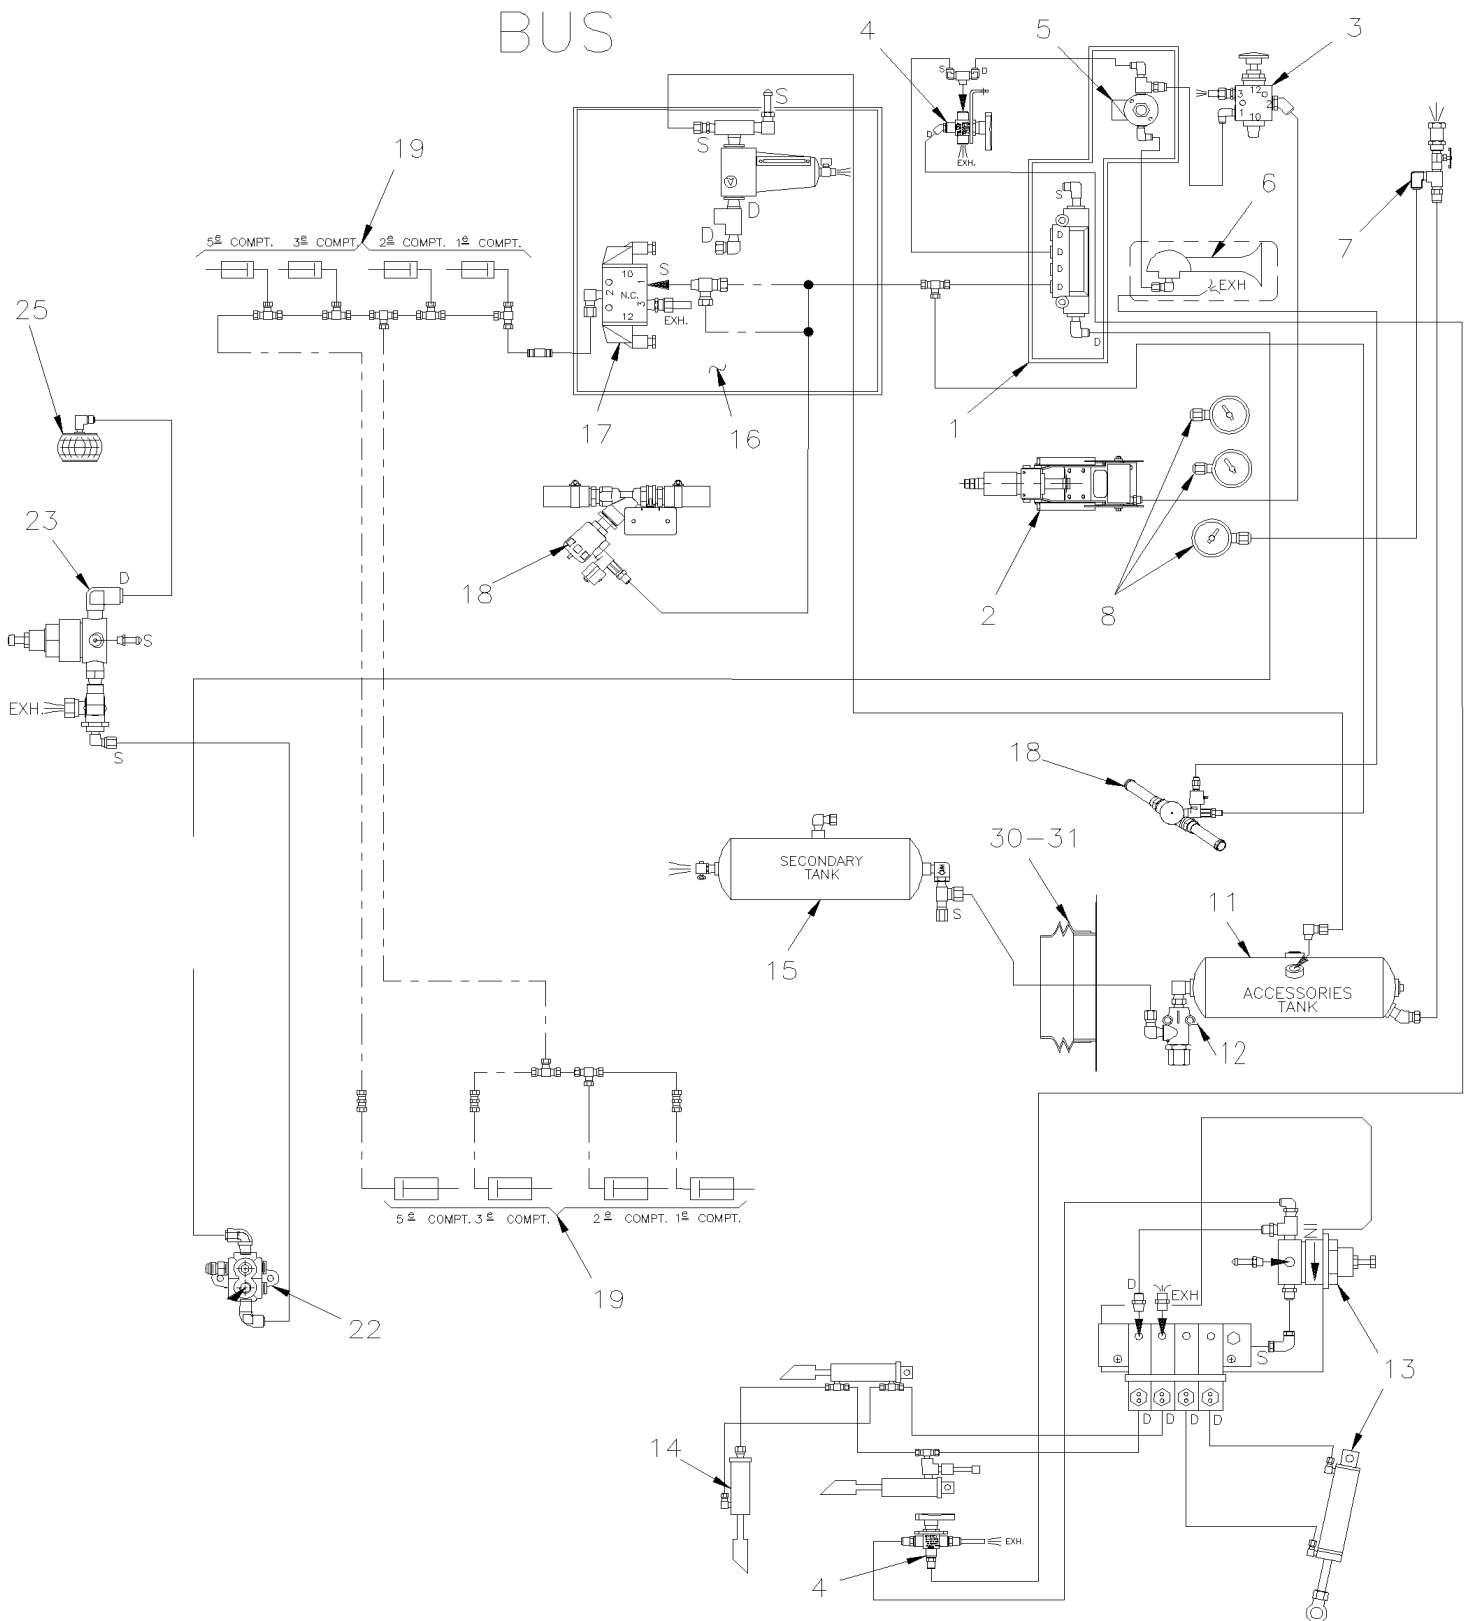 BUS
4
5
3
S
D
3
12
2
1
10
D
EXH.
S
S
19
D
D
S
D
D
D
D
D
6
7
EXH
5e COMPT. 3e COMPT. 2e COMPT. 1e COMPT.
10
2
N.C.
1
3
12
S
EXH.
25
17
16
1
23
D
18
2
8
S
EXH.
S
18
30-31
SECONDARY
TANK
S
15
11
ACCESSORIES
TANK
12
5e COMPT. 3e COMPT. 2e COMPT. 1e COMPT.
19
22
IN
D
EXH
S
13
D
D
D
D
14
EXH.
4